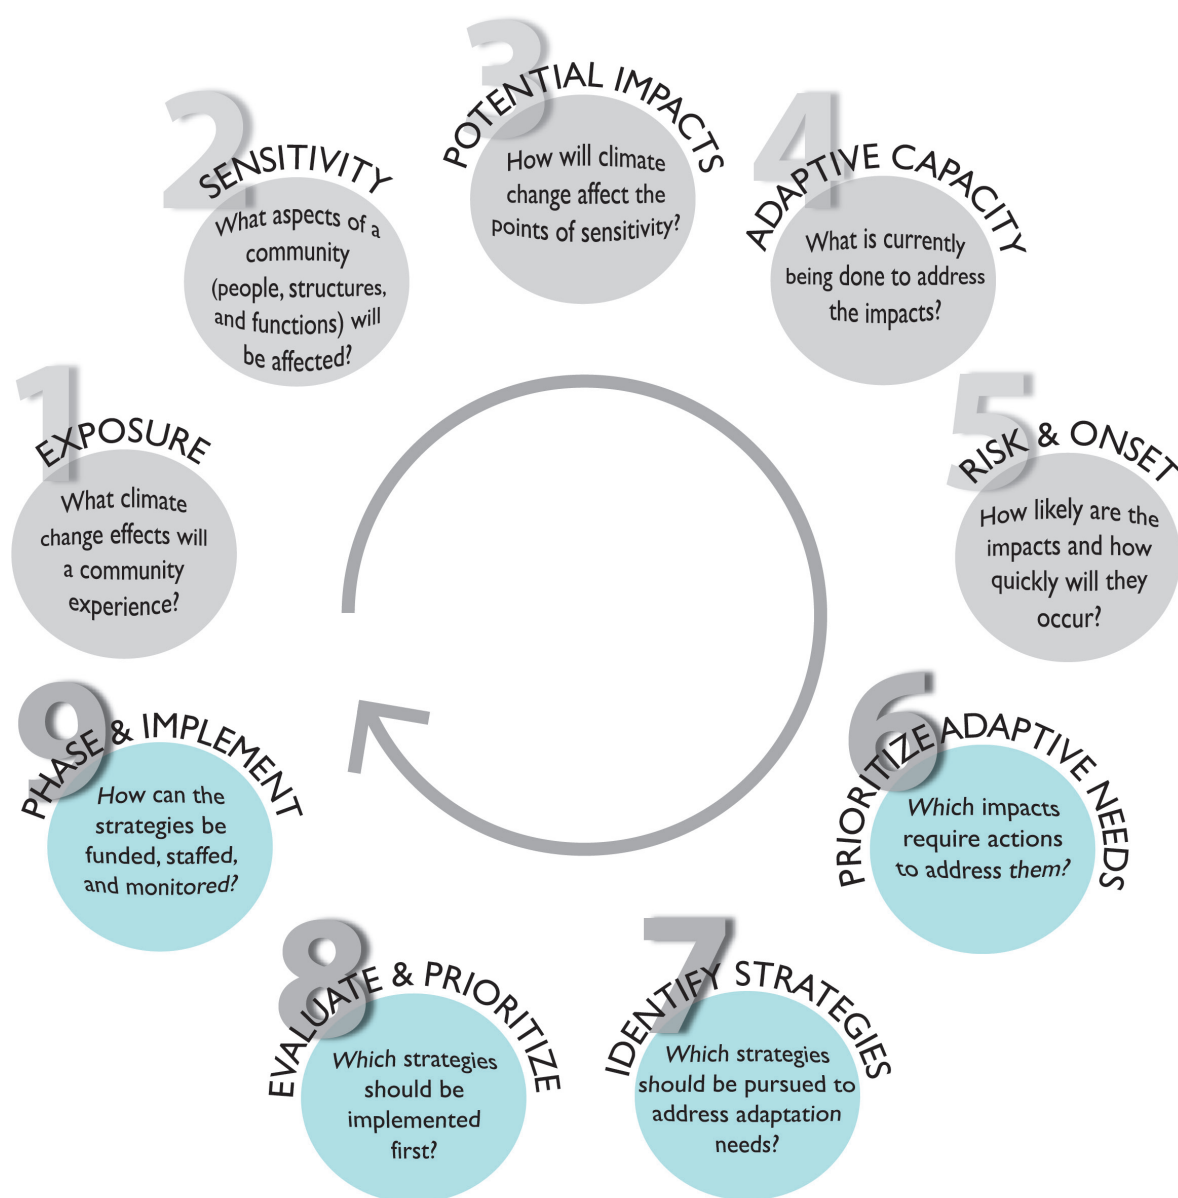 1
EXPOSURE
What climate
change effects will
a community
experience?
2
SENSITIVITY
What aspects of a
community
(people, structures,
and functions) will
be affected?
3
POTENTIAL IMPACTS
How will climate
change affect the
points of sensitivity?
4
ADAPTIVE CAPACITY
What is currently
being done to address
the impacts?
5
RISK & ONSET
How likely are the
impacts and how
quickly will they
occur?
6
PRIORITIZE ADAPTIVE NEEDS
Which impacts
require actions
to address them?
7
IDENTIFY STRATEGIES
Which strategies
should be pursued to
address adaptation
needs?
8
EVALUATE & PRIORITIZE
Which strategies
should be
implemented
first?
9
PHASE & IMPLEMENT
How can the
strategies be
funded, staffed,
and monitored?